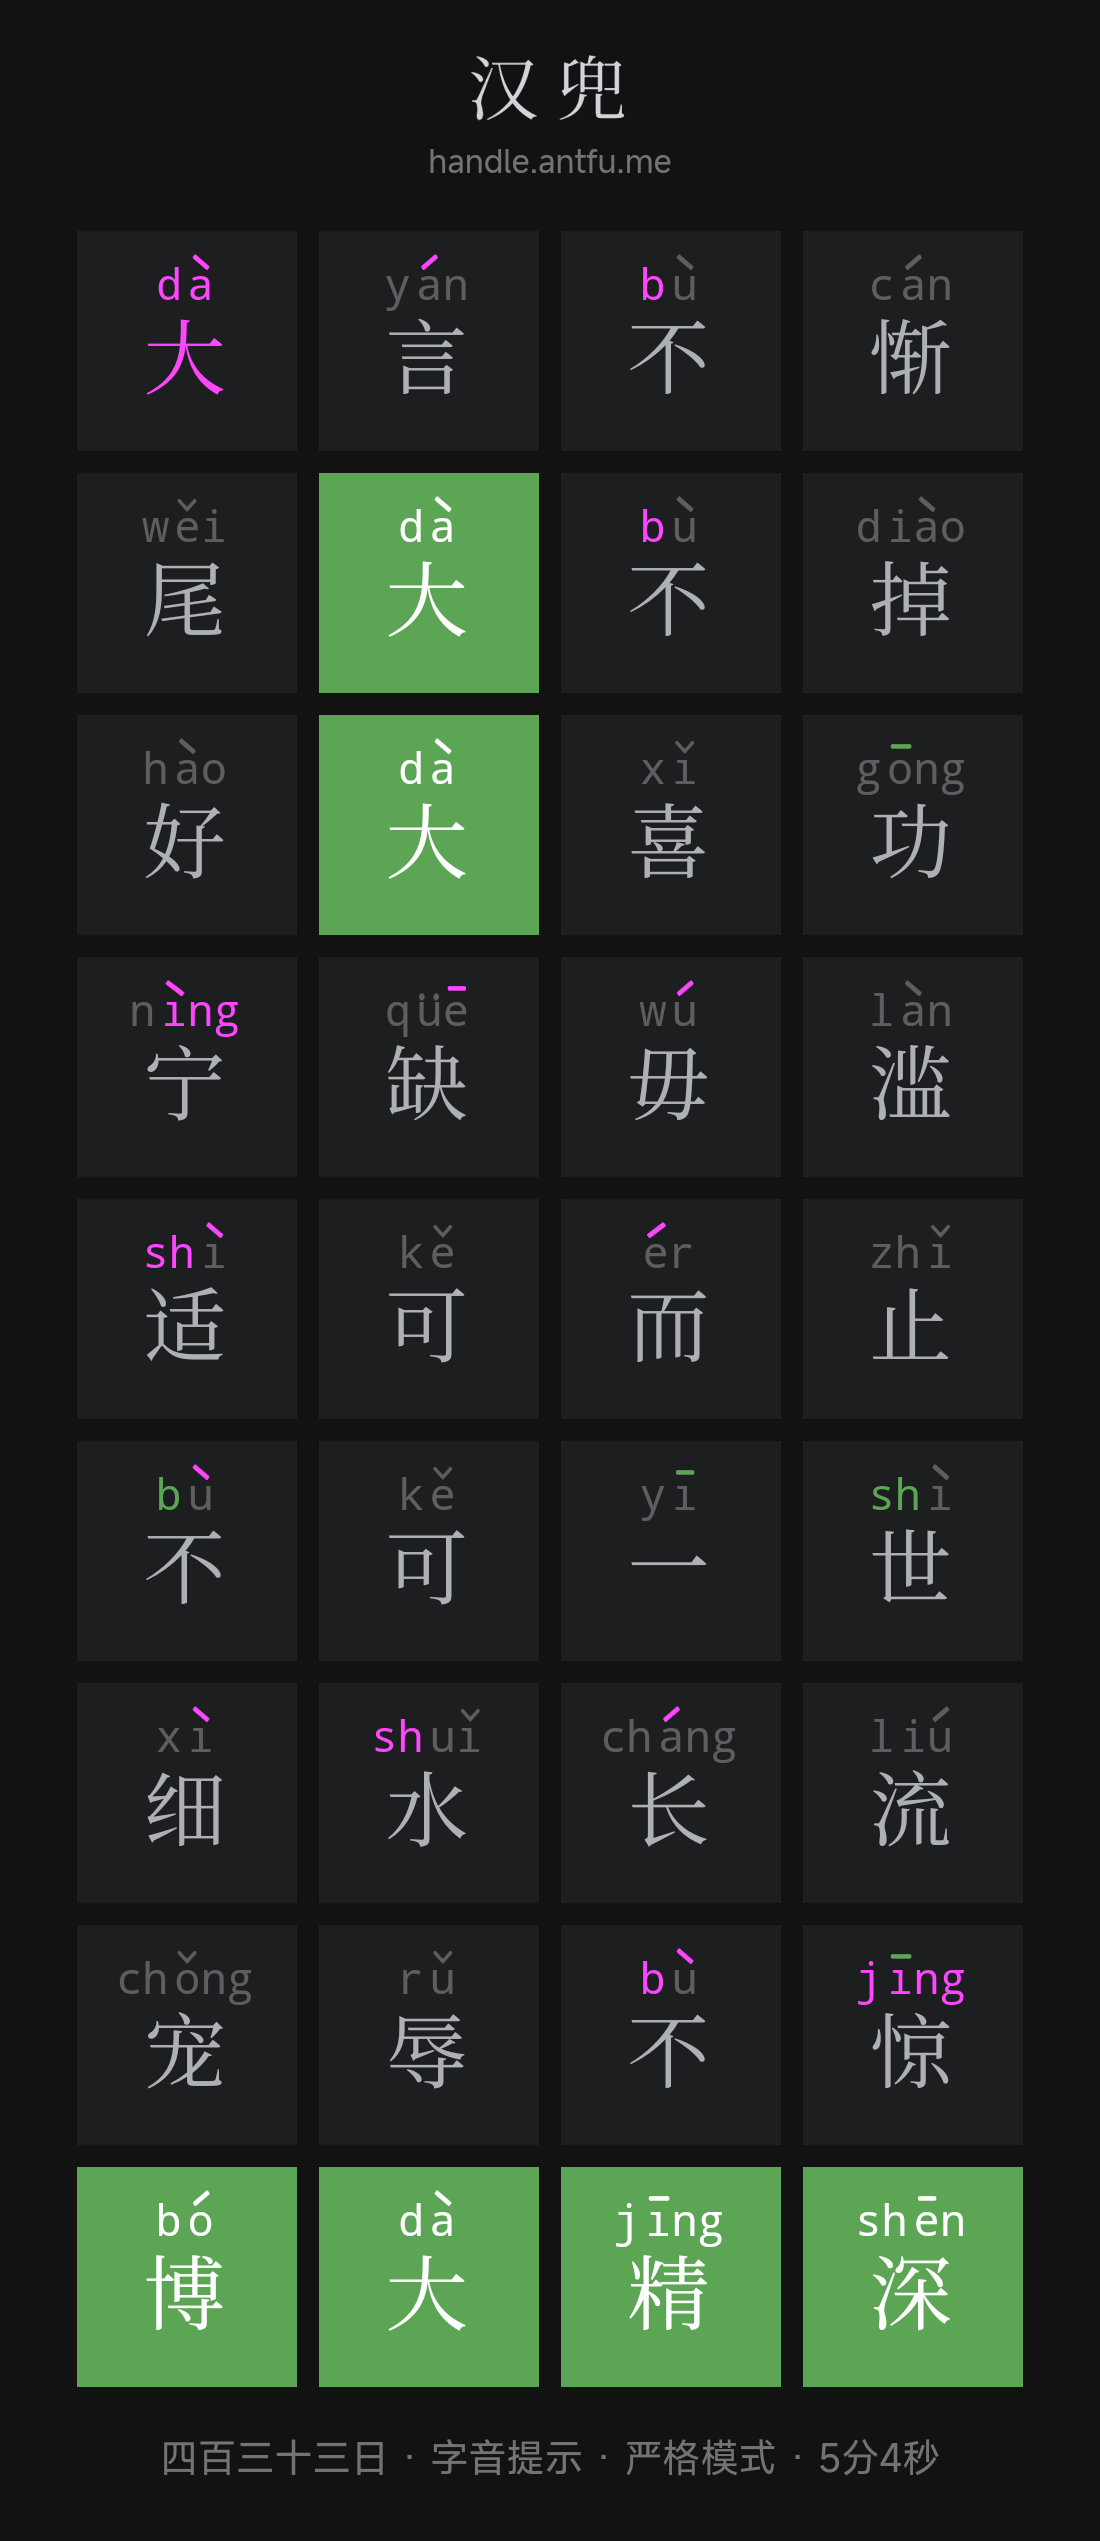 汉兜
handle.antfu.me
dà yán bù cán
大 言 不 惭
wěi dà bù diào
尾 大 不 掉
hào dà xǐ gōng
好 大 喜 功
nìng qüē wú làn
宁 缺 毋 滥
shì kě ér zhǐ
适 可 而 止
bù kě yī shì
不 可 一 世
xì shuǐ cháng liú
细 水 长 流
chǒng rǔ bù jīng
宠 辱 不 惊
bó dà jīng shēn
博 大 精 深
四百三十三日 · 字音提示 · 严格模式 · 5分4秒